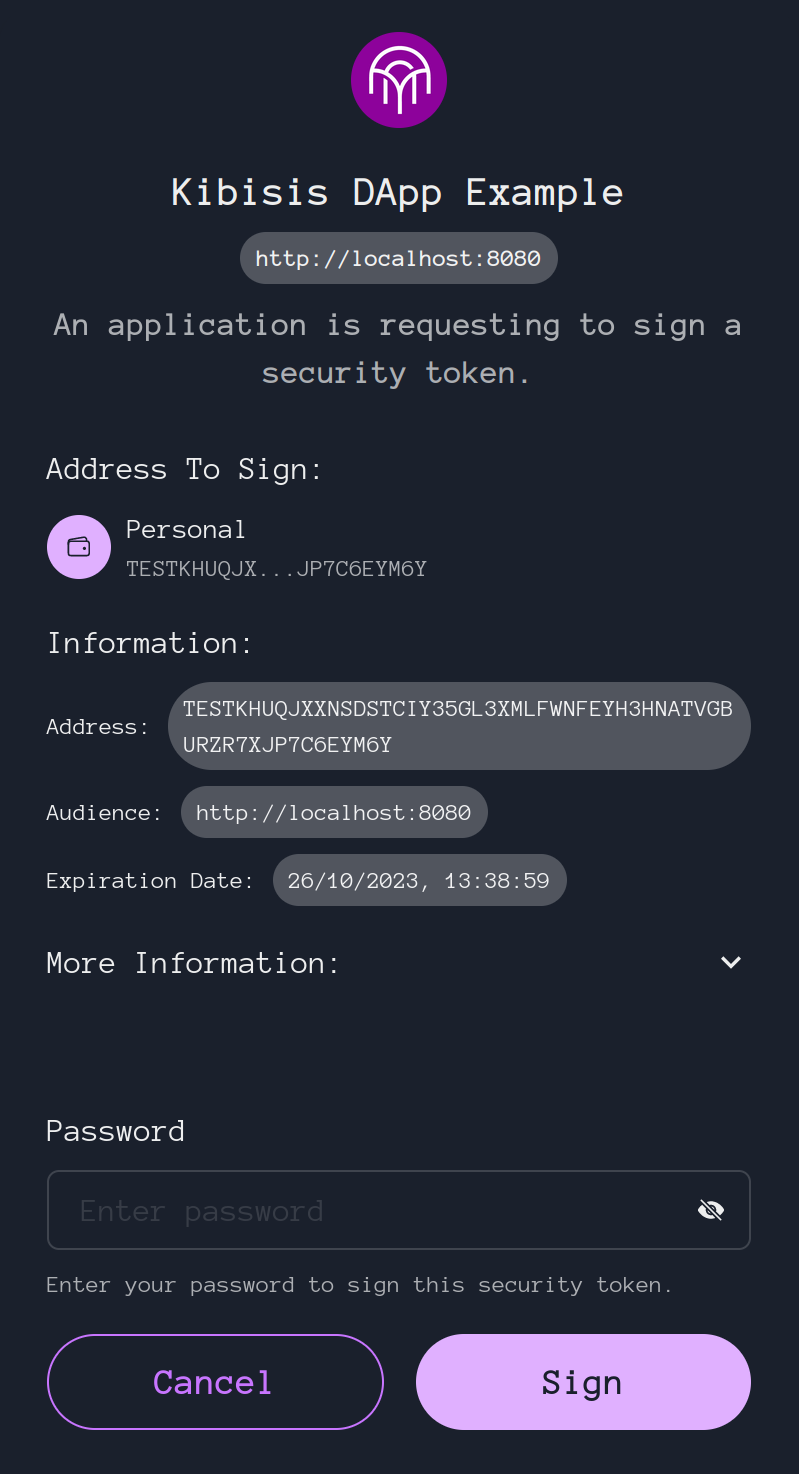 Kibisis DApp Example
http://localhost:8080
An application is requesting to sign a
security token.
Address To Sign:
Personal
TESTKHUQJX...JP7C6EYM6Y
Information:
Address:
TESTKHUQJXXNSDSTCIY35GL3XMLFWNFEYH3HNATVGB
URZR7XJP7C6EYM6Y
Audience: http://localhost:8080
Expiration Date: 26/10/2023, 13:38:59
More Information:
Password
Enter password
Enter your password to sign this security token.
Cancel Sign